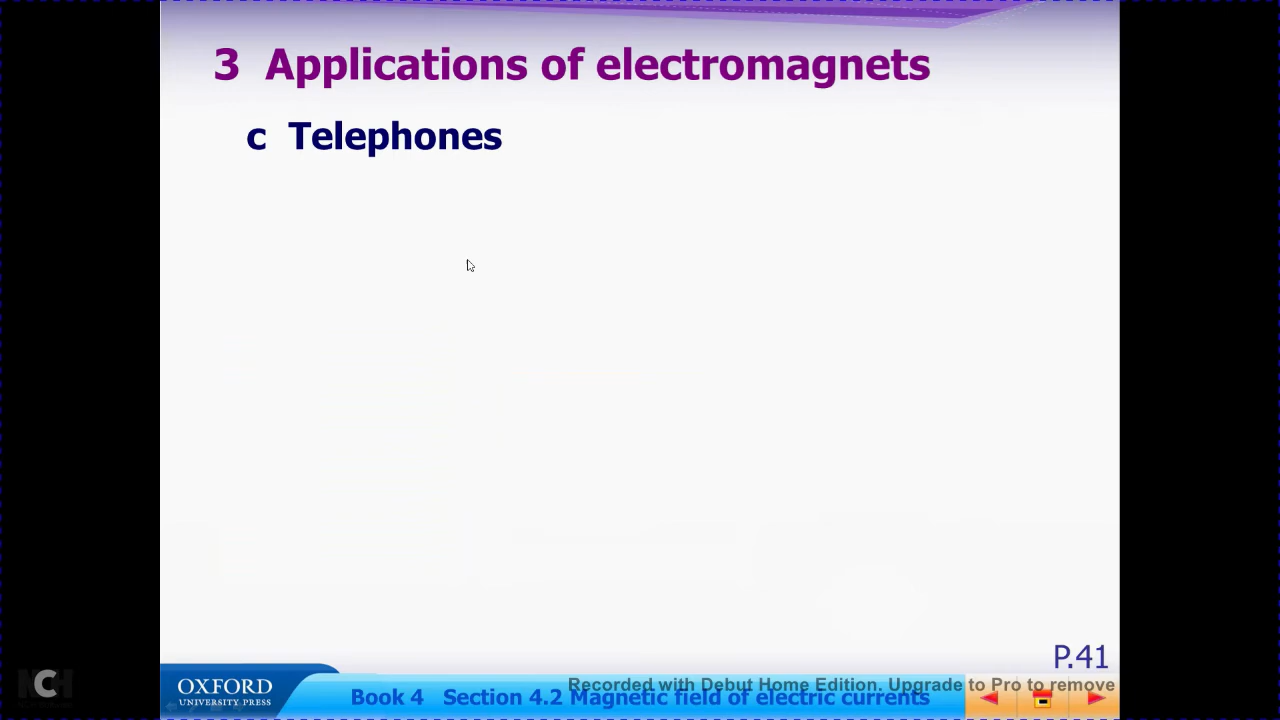 3 Applications of electromagnets
c Telephones
P.41
OXFORD
UNIVERSITY PRESS
Recorded with Debut Home Edition. Upgrade to Pro to remove
Book 4 Section 4.2 Magnetic field of electric currents
NCH